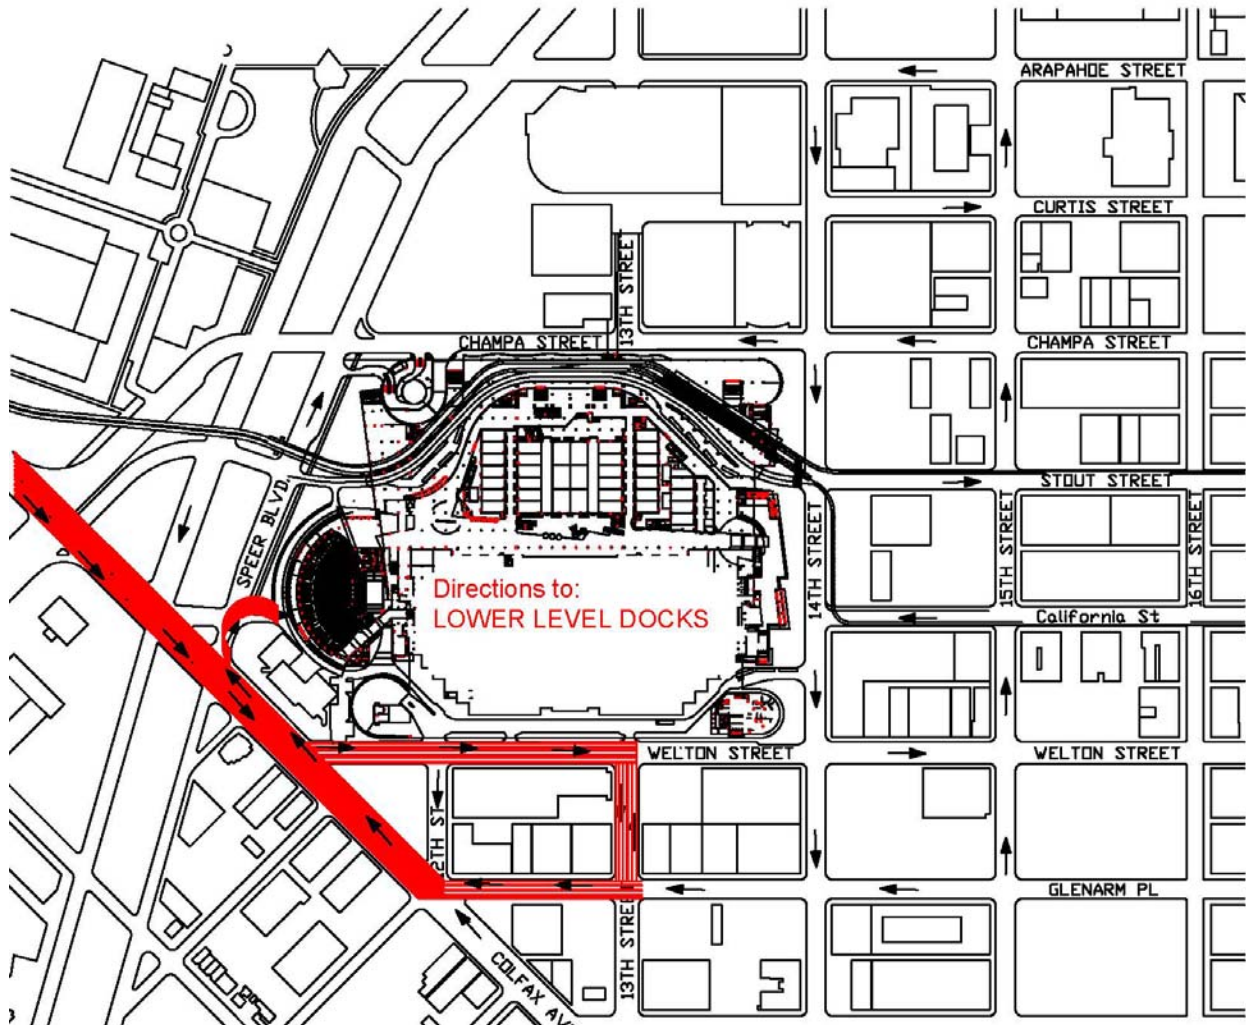 ARAPAHOE STREET
CURTIS STREET
13TH STREET
CHAMPA STREET
CHAMPA STREET
STOUT STREET
SPEER BLVD.
14TH STREET
15TH STREET
16TH STREET
Directions to:
LOWER LEVEL DOCKS
California St
WELTON STREET
WELTON STREET
12TH ST
GLENARM PL
13TH STREET
COLFAX AVE